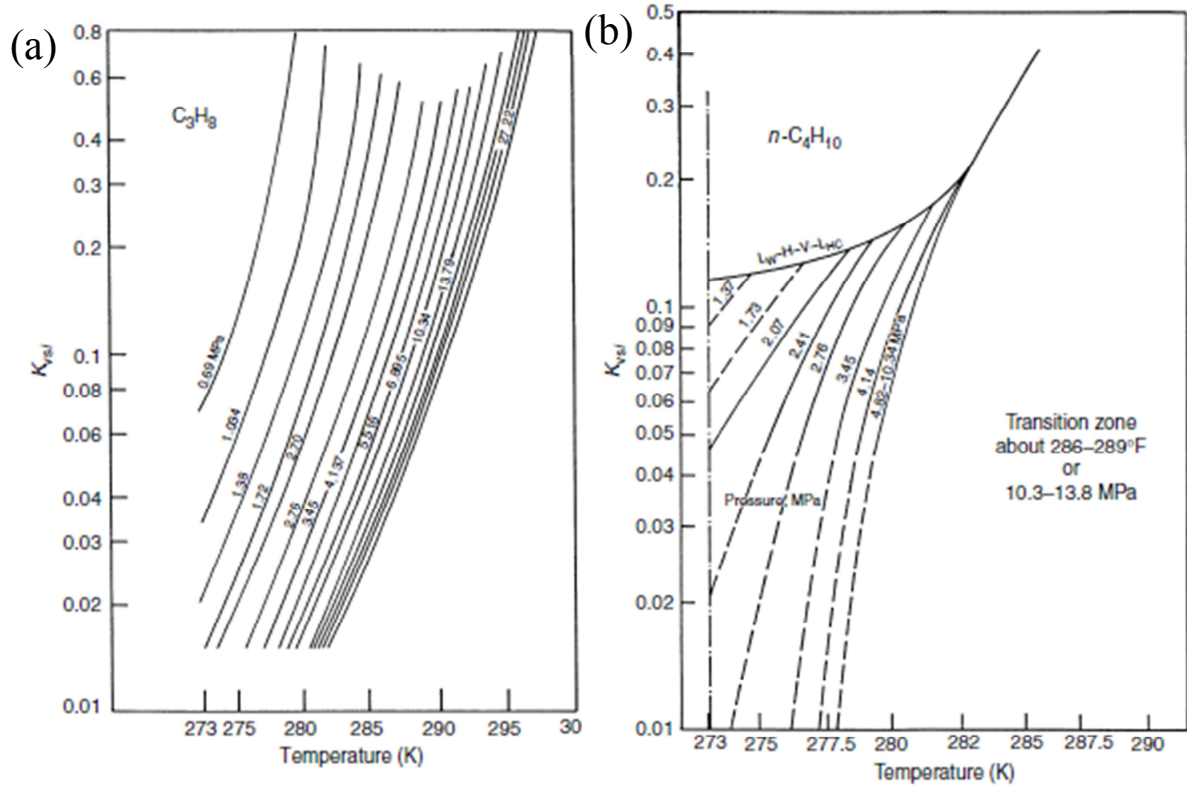 (a)
0.8
0.6
0.4
0.3
0.2
0.1
0.08
0.06
0.04
0.03
0.02
0.01
K_vsi
C₃H₈
0.69 MPa
1.034
1.38
1.72
2.70
2.76
3.45
4.137
5.516
6.895
10.34
13.79
27.22
273 275 280 285 290 295 30
Temperature (K)
(b)
0.5
0.4
0.3
0.2
0.1
0.09
0.08
0.07
0.06
0.05
0.04
0.03
0.02
0.01
K_vsi
n-C₄H₁₀
L_W–H–V–L_HC
1.37
1.73
2.07
2.41
2.76
3.45
4.14
4.82–10.34 MPa
Pressure, MPa
Transition zone
about 286–289°F
or
10.3–13.8 MPa
273 275 277.5 280 282 285 287.5 290
Temperature (K)